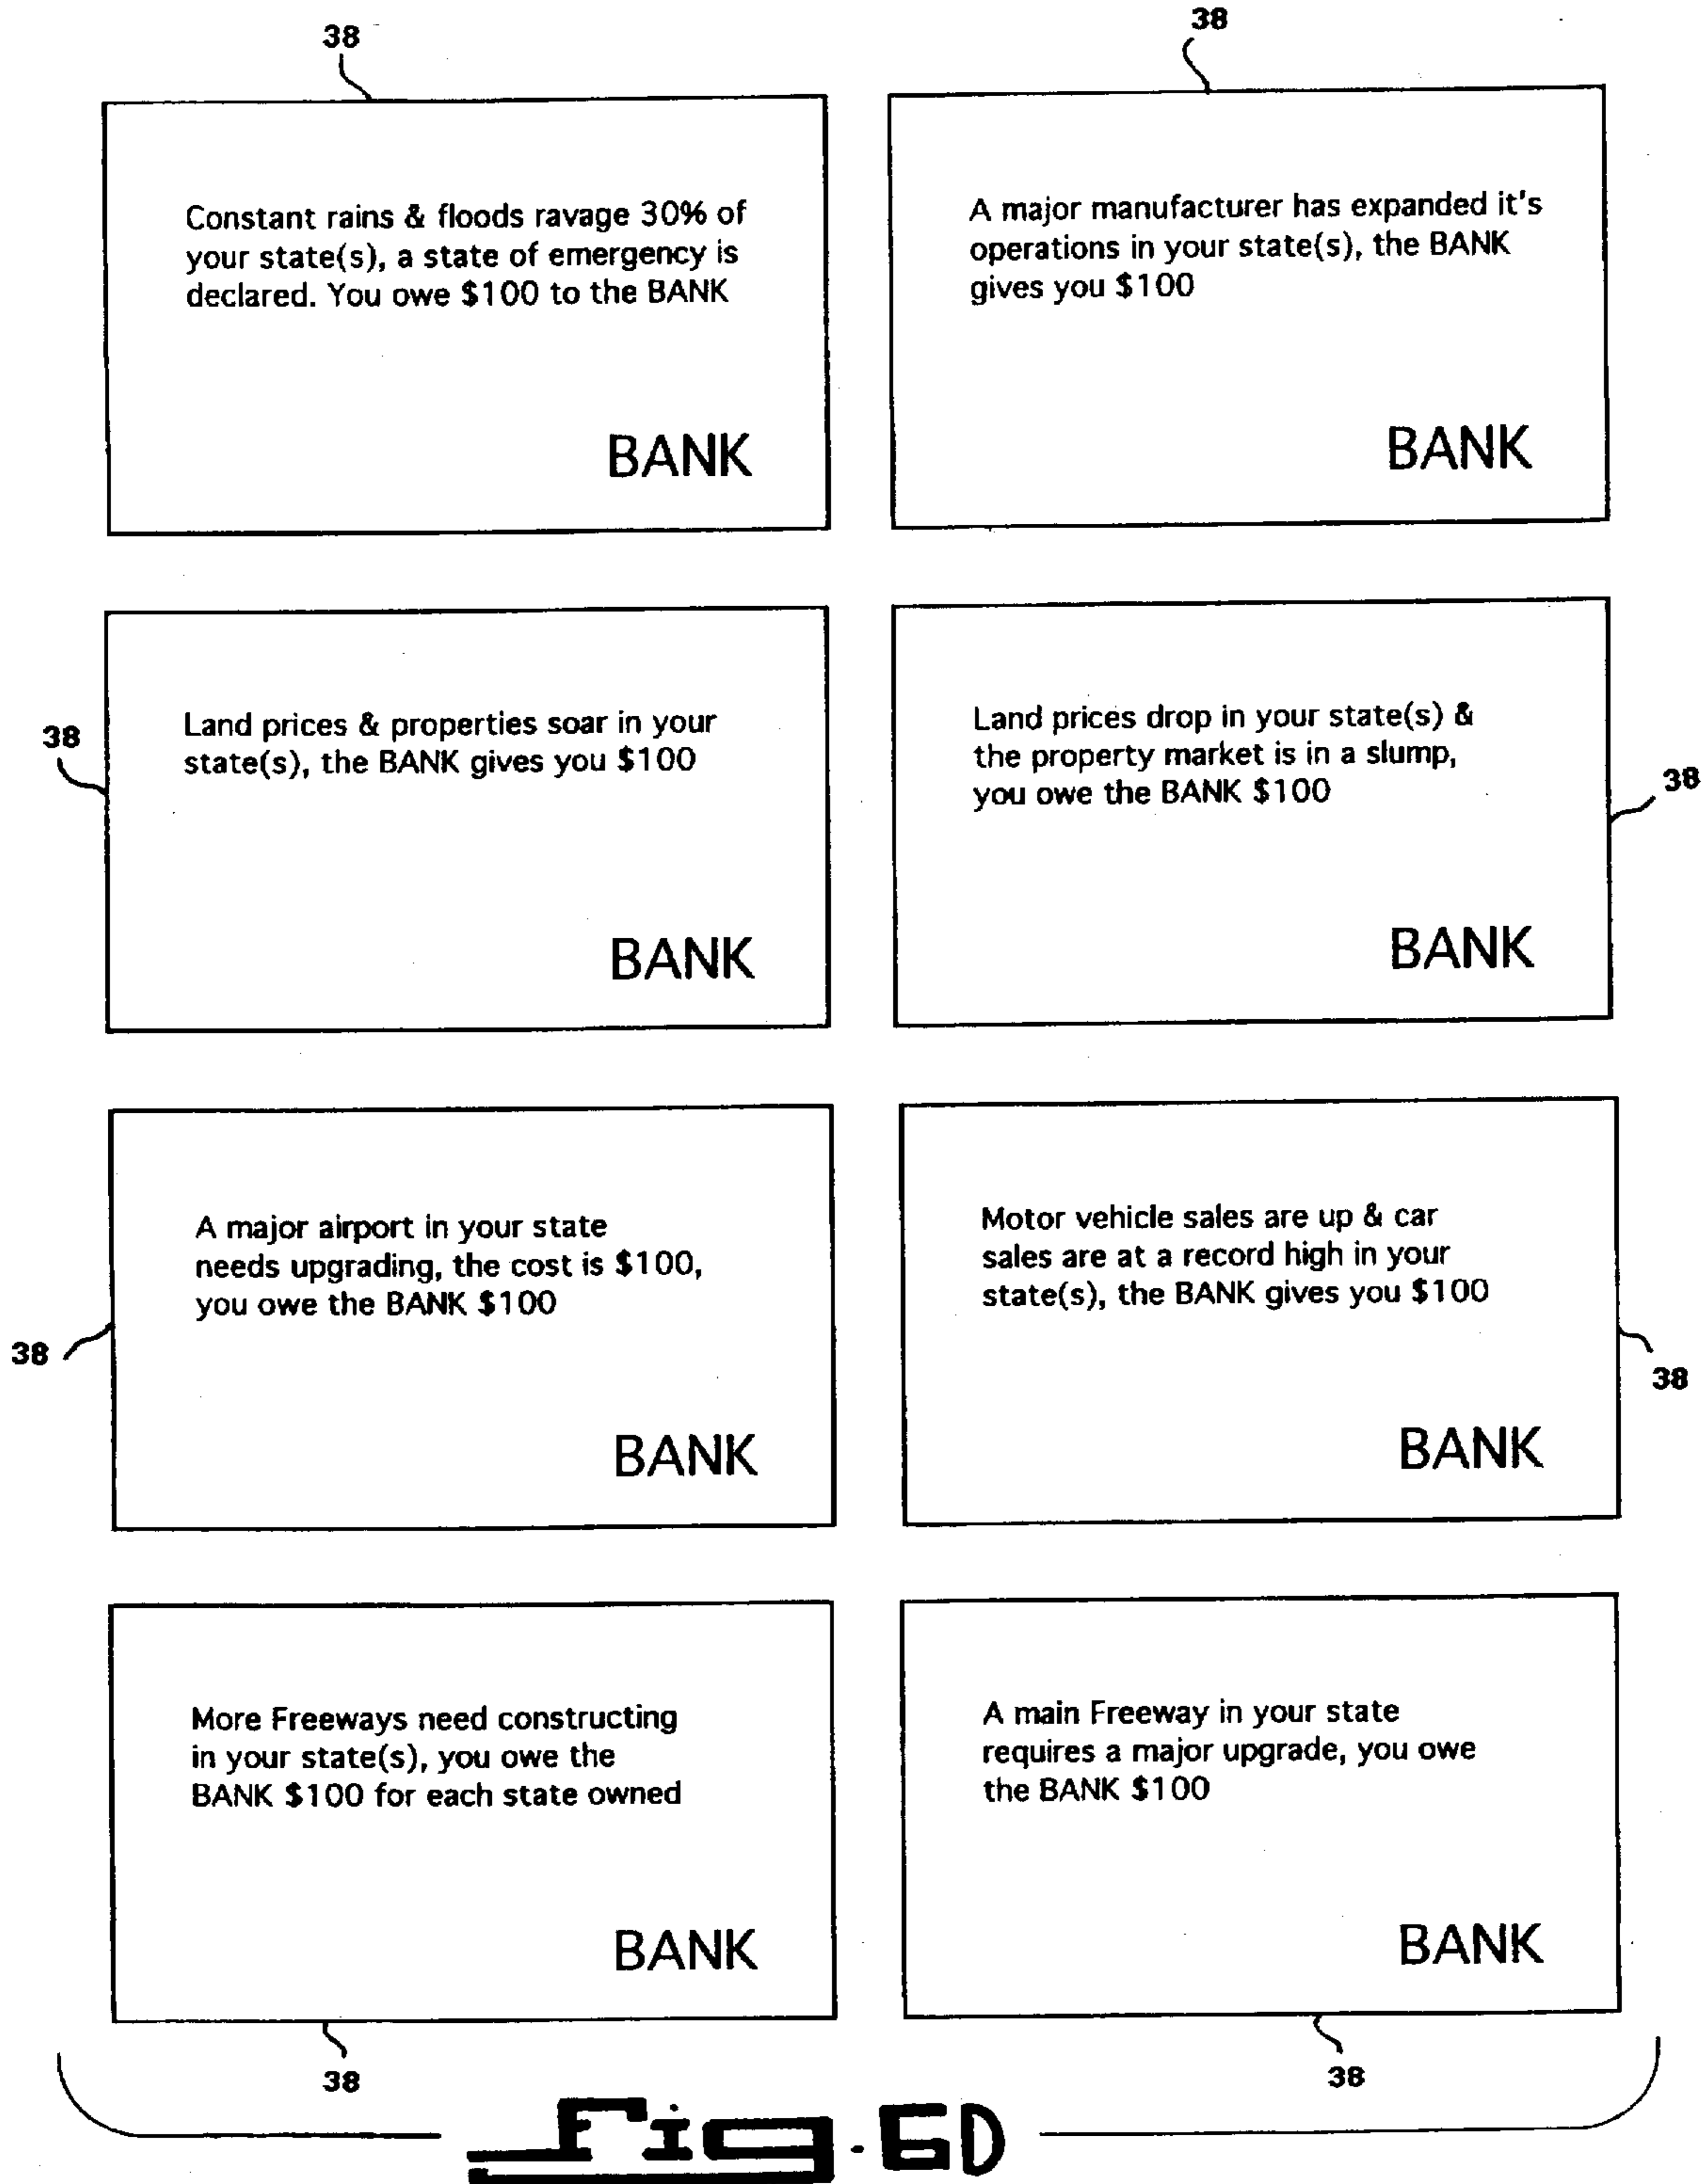 38
38
Constant rains & floods ravage 30% of
your state(s), a state of emergency is
declared. You owe $100 to the BANK
BANK
A major manufacturer has expanded it's
operations in your state(s), the BANK
gives you $100
BANK
38
Land prices & properties soar in your
state(s), the BANK gives you $100
BANK
Land prices drop in your state(s) &
the property market is in a slump,
you owe the BANK $100
BANK
38
38
A major airport in your state
needs upgrading, the cost is $100,
you owe the BANK $100
BANK
Motor vehicle sales are up & car
sales are at a record high in your
state(s), the BANK gives you $100
BANK
38
More Freeways need constructing
in your state(s), you owe the
BANK $100 for each state owned
BANK
A main Freeway in your state
requires a major upgrade, you owe
the BANK $100
BANK
38
38
Fig. 6D